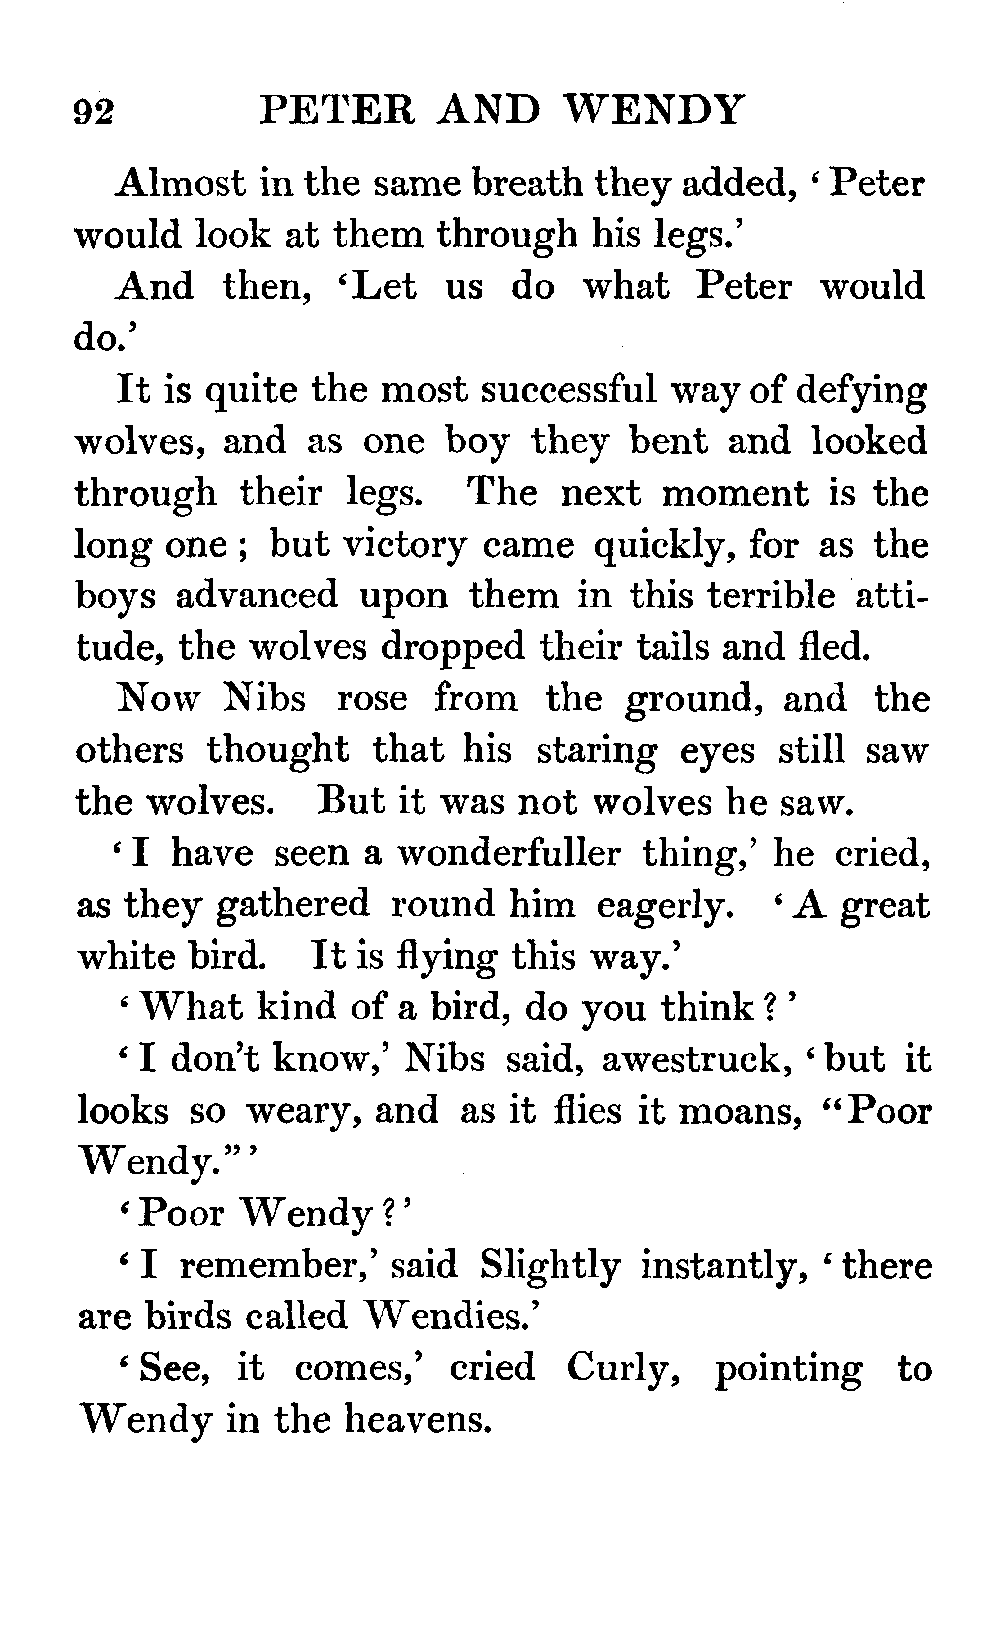 92 PETER AND WENDY
Almost in the same breath they added, ‘ Peter
would look at them through his legs.’
And then, ‘Let us do what Peter would
do.’
It is quite the most successful way of defying
wolves, and as one boy they bent and looked
through their legs. The next moment is the
long one ; but victory came quickly, for as the
boys advanced upon them in this terrible atti-
tude, the wolves dropped their tails and fled.
Now Nibs rose from the ground, and the
others thought that his staring eyes still saw
the wolves. But it was not wolves he saw.
‘ I have seen a wonderfuller thing,’ he cried,
as they gathered round him eagerly. ‘ A great
white bird. It is flying this way.’
‘ What kind of a bird, do you think ? ’
‘ I don’t know,’ Nibs said, awestruck, ‘ but it
looks so weary, and as it flies it moans, “Poor
Wendy.” ’
‘ Poor Wendy ? ’
‘ I remember,’ said Slightly instantly, ‘ there
are birds called Wendies.’
‘ See, it comes,’ cried Curly, pointing to
Wendy in the heavens.